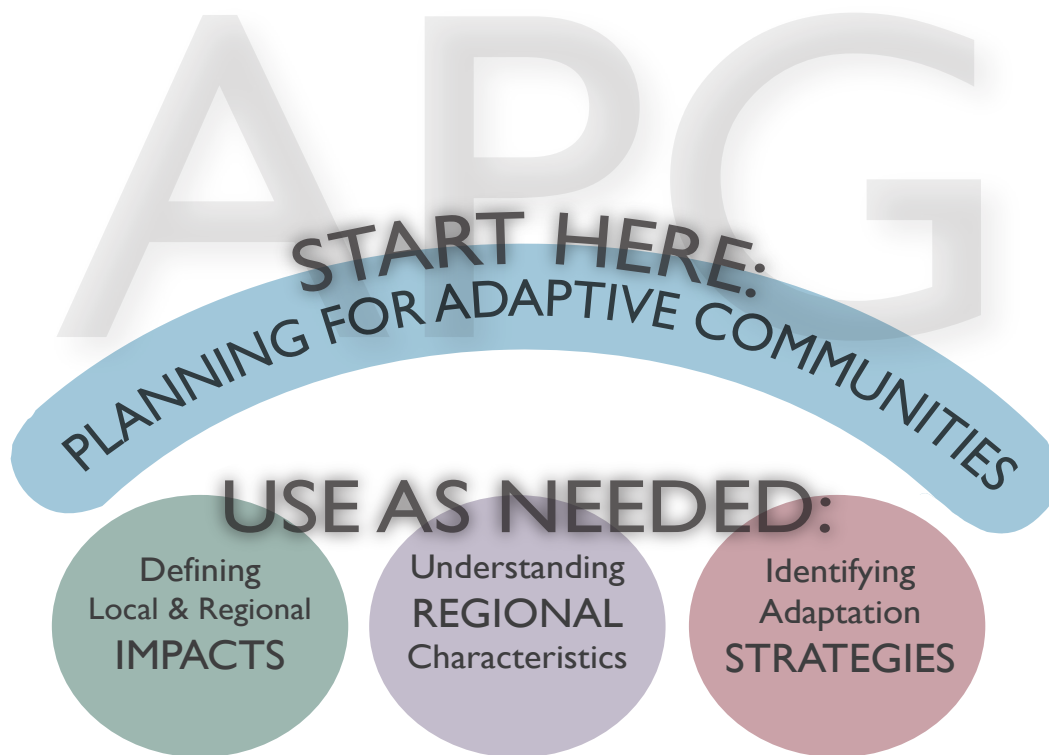 APG
START HERE:
PLANNING FOR ADAPTIVE COMMUNITIES
USE AS NEEDED:
Defining
Local & Regional
IMPACTS
Understanding
REGIONAL
Characteristics
Identifying
Adaptation
STRATEGIES